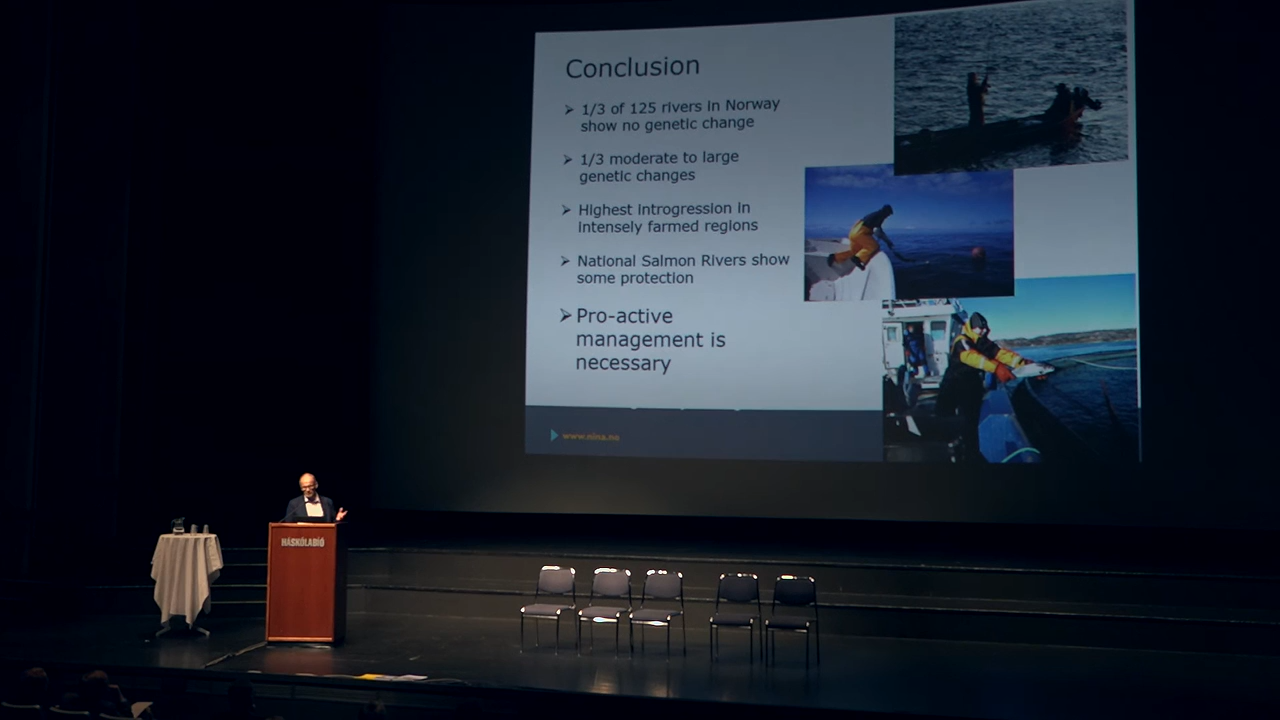 Conclusion
➢ 1/3 of 125 rivers in Norway
show no genetic change
➢ 1/3 moderate to large
genetic changes
➢ Highest introgression in
intensely farmed regions
➢ National Salmon Rivers show
some protection
➢ Pro-active
management is
necessary
www.nina.no
HÁSKÓLABÍÓ